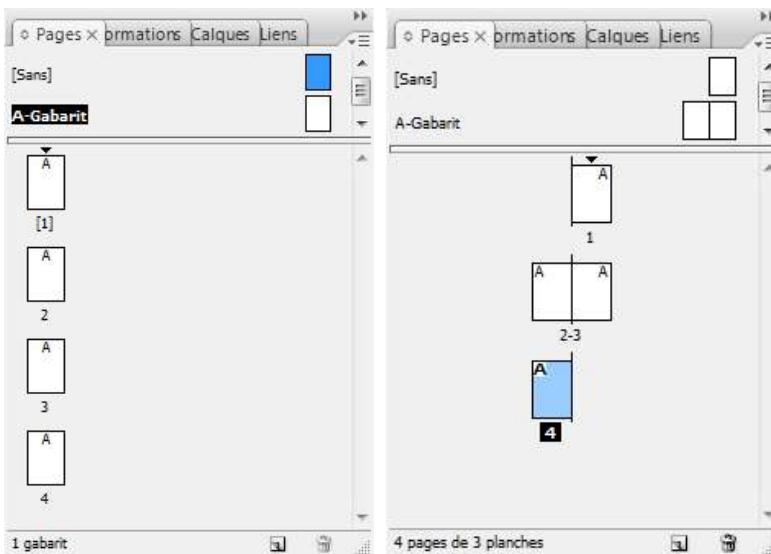 Pages × ormations Calques Liens
[Sans]
A-Gabarit
A
[1]
A
2
A
3
A
4
1 gabarit
Pages × ormations Calques Liens
[Sans]
A-Gabarit
A
1
A A
2-3
A
4
4 pages de 3 planches